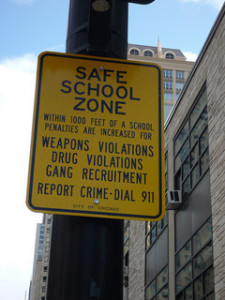 SAFE
SCHOOL
ZONE
WITHIN 1000 FEET OF A SCHOOL
PENALTIES ARE INCREASED FOR
WEAPONS VIOLATIONS
DRUG VIOLATIONS
GANG RECRUITMENT
REPORT CRIME-DIAL 911
CITY OF CHICAGO